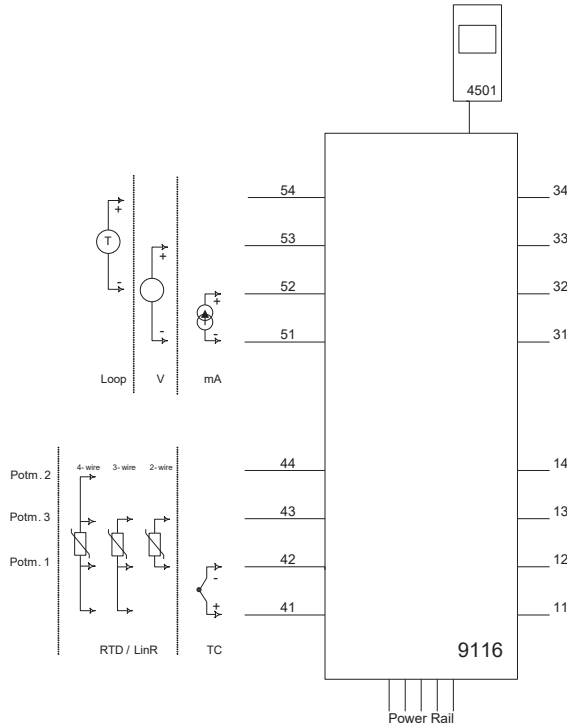 4501
54 34
+
T
53 33
+
52 32
+
-
51 31
- -
Loop V mA
Potm. 2
4- wire 3- wire 2- wire
44 14
Potm. 3
43 13
Potm. 1
42 12
-
+
41 11
RTD / LinR TC
9116
Power Rail